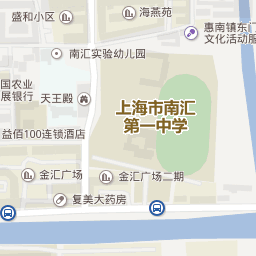 盛和小区
海燕苑
惠南镇东门
文化活动服
南汇实验幼儿园
国农业
展银行
天王殿
上海市南汇
第一中学
益佰100连锁酒店
金汇广场
金汇广场二期
复美大药房